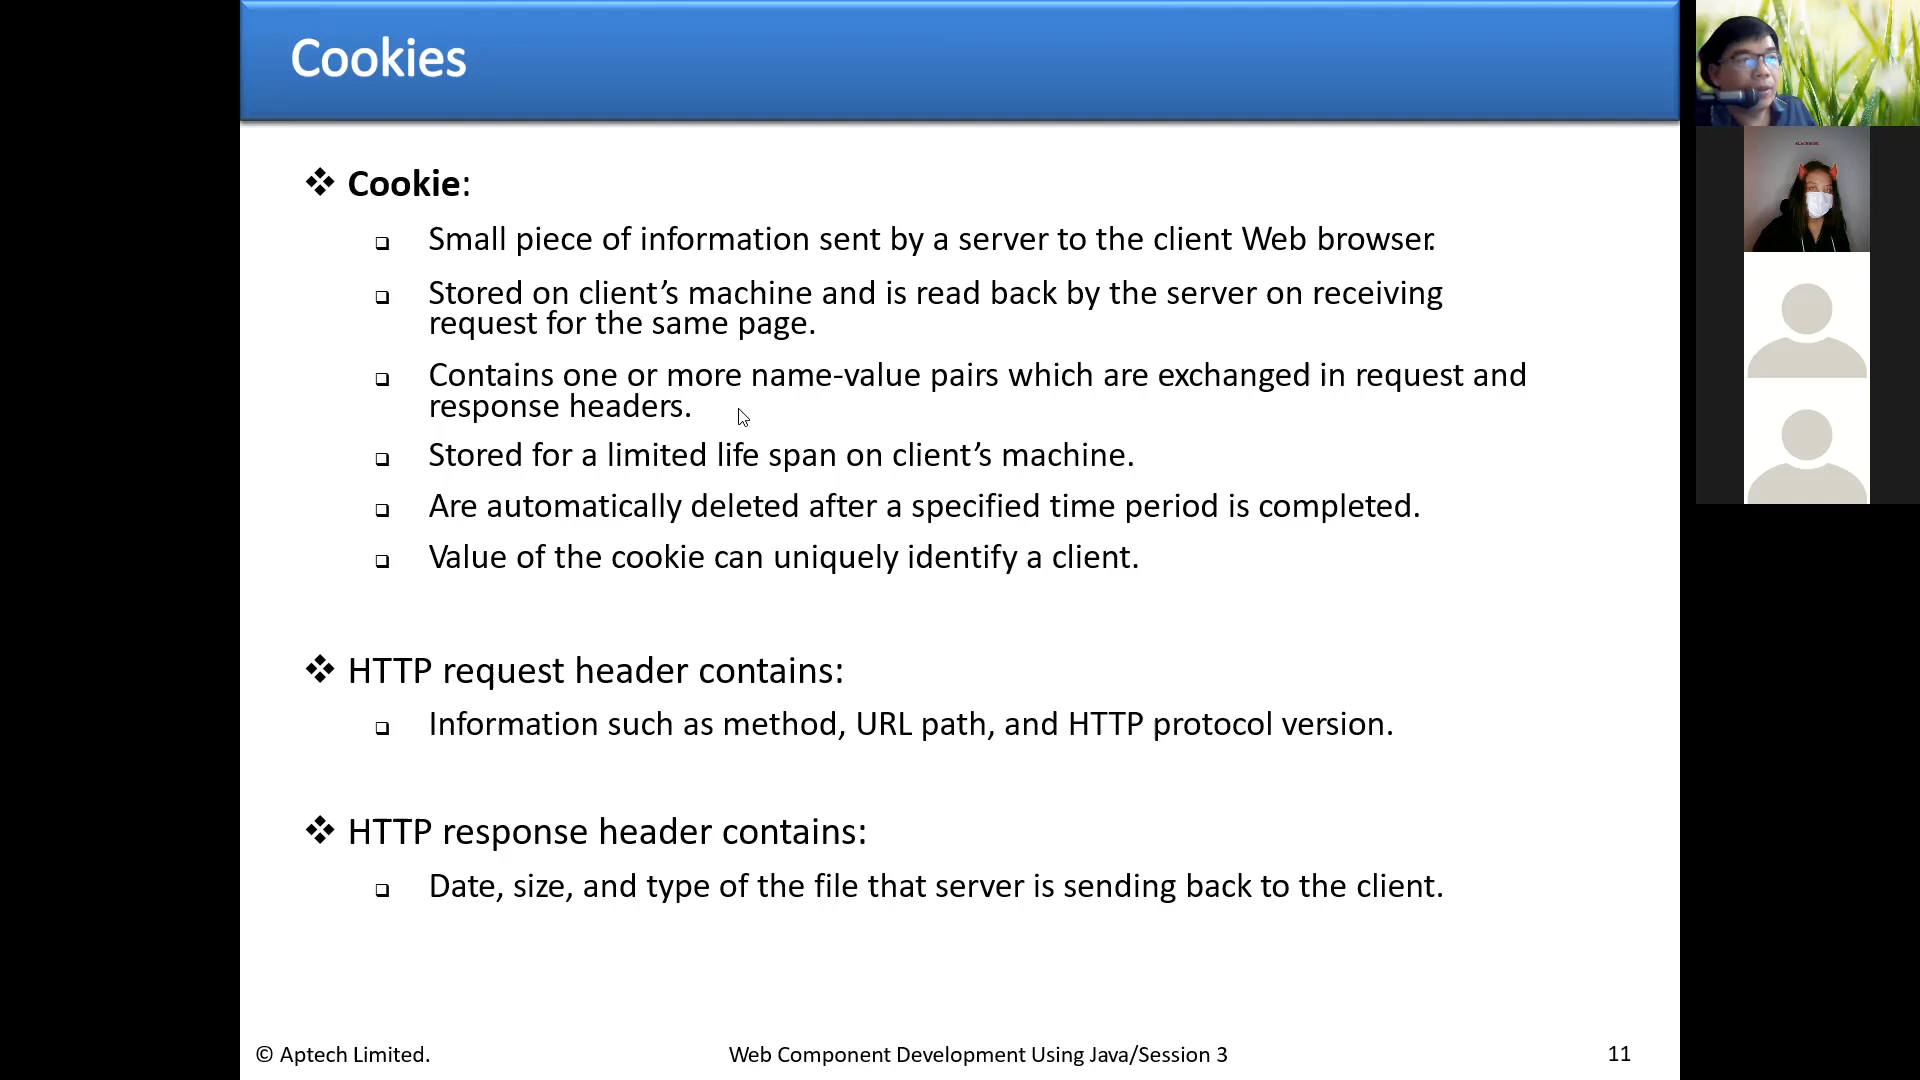 Cookies
Cookie:
Small piece of information sent by a server to the client Web browser.
Stored on client’s machine and is read back by the server on receiving
request for the same page.
Contains one or more name-value pairs which are exchanged in request and
response headers.
Stored for a limited life span on client’s machine.
Are automatically deleted after a specified time period is completed.
Value of the cookie can uniquely identify a client.
HTTP request header contains:
Information such as method, URL path, and HTTP protocol version.
HTTP response header contains:
Date, size, and type of the file that server is sending back to the client.
© Aptech Limited.
Web Component Development Using Java/Session 3
11